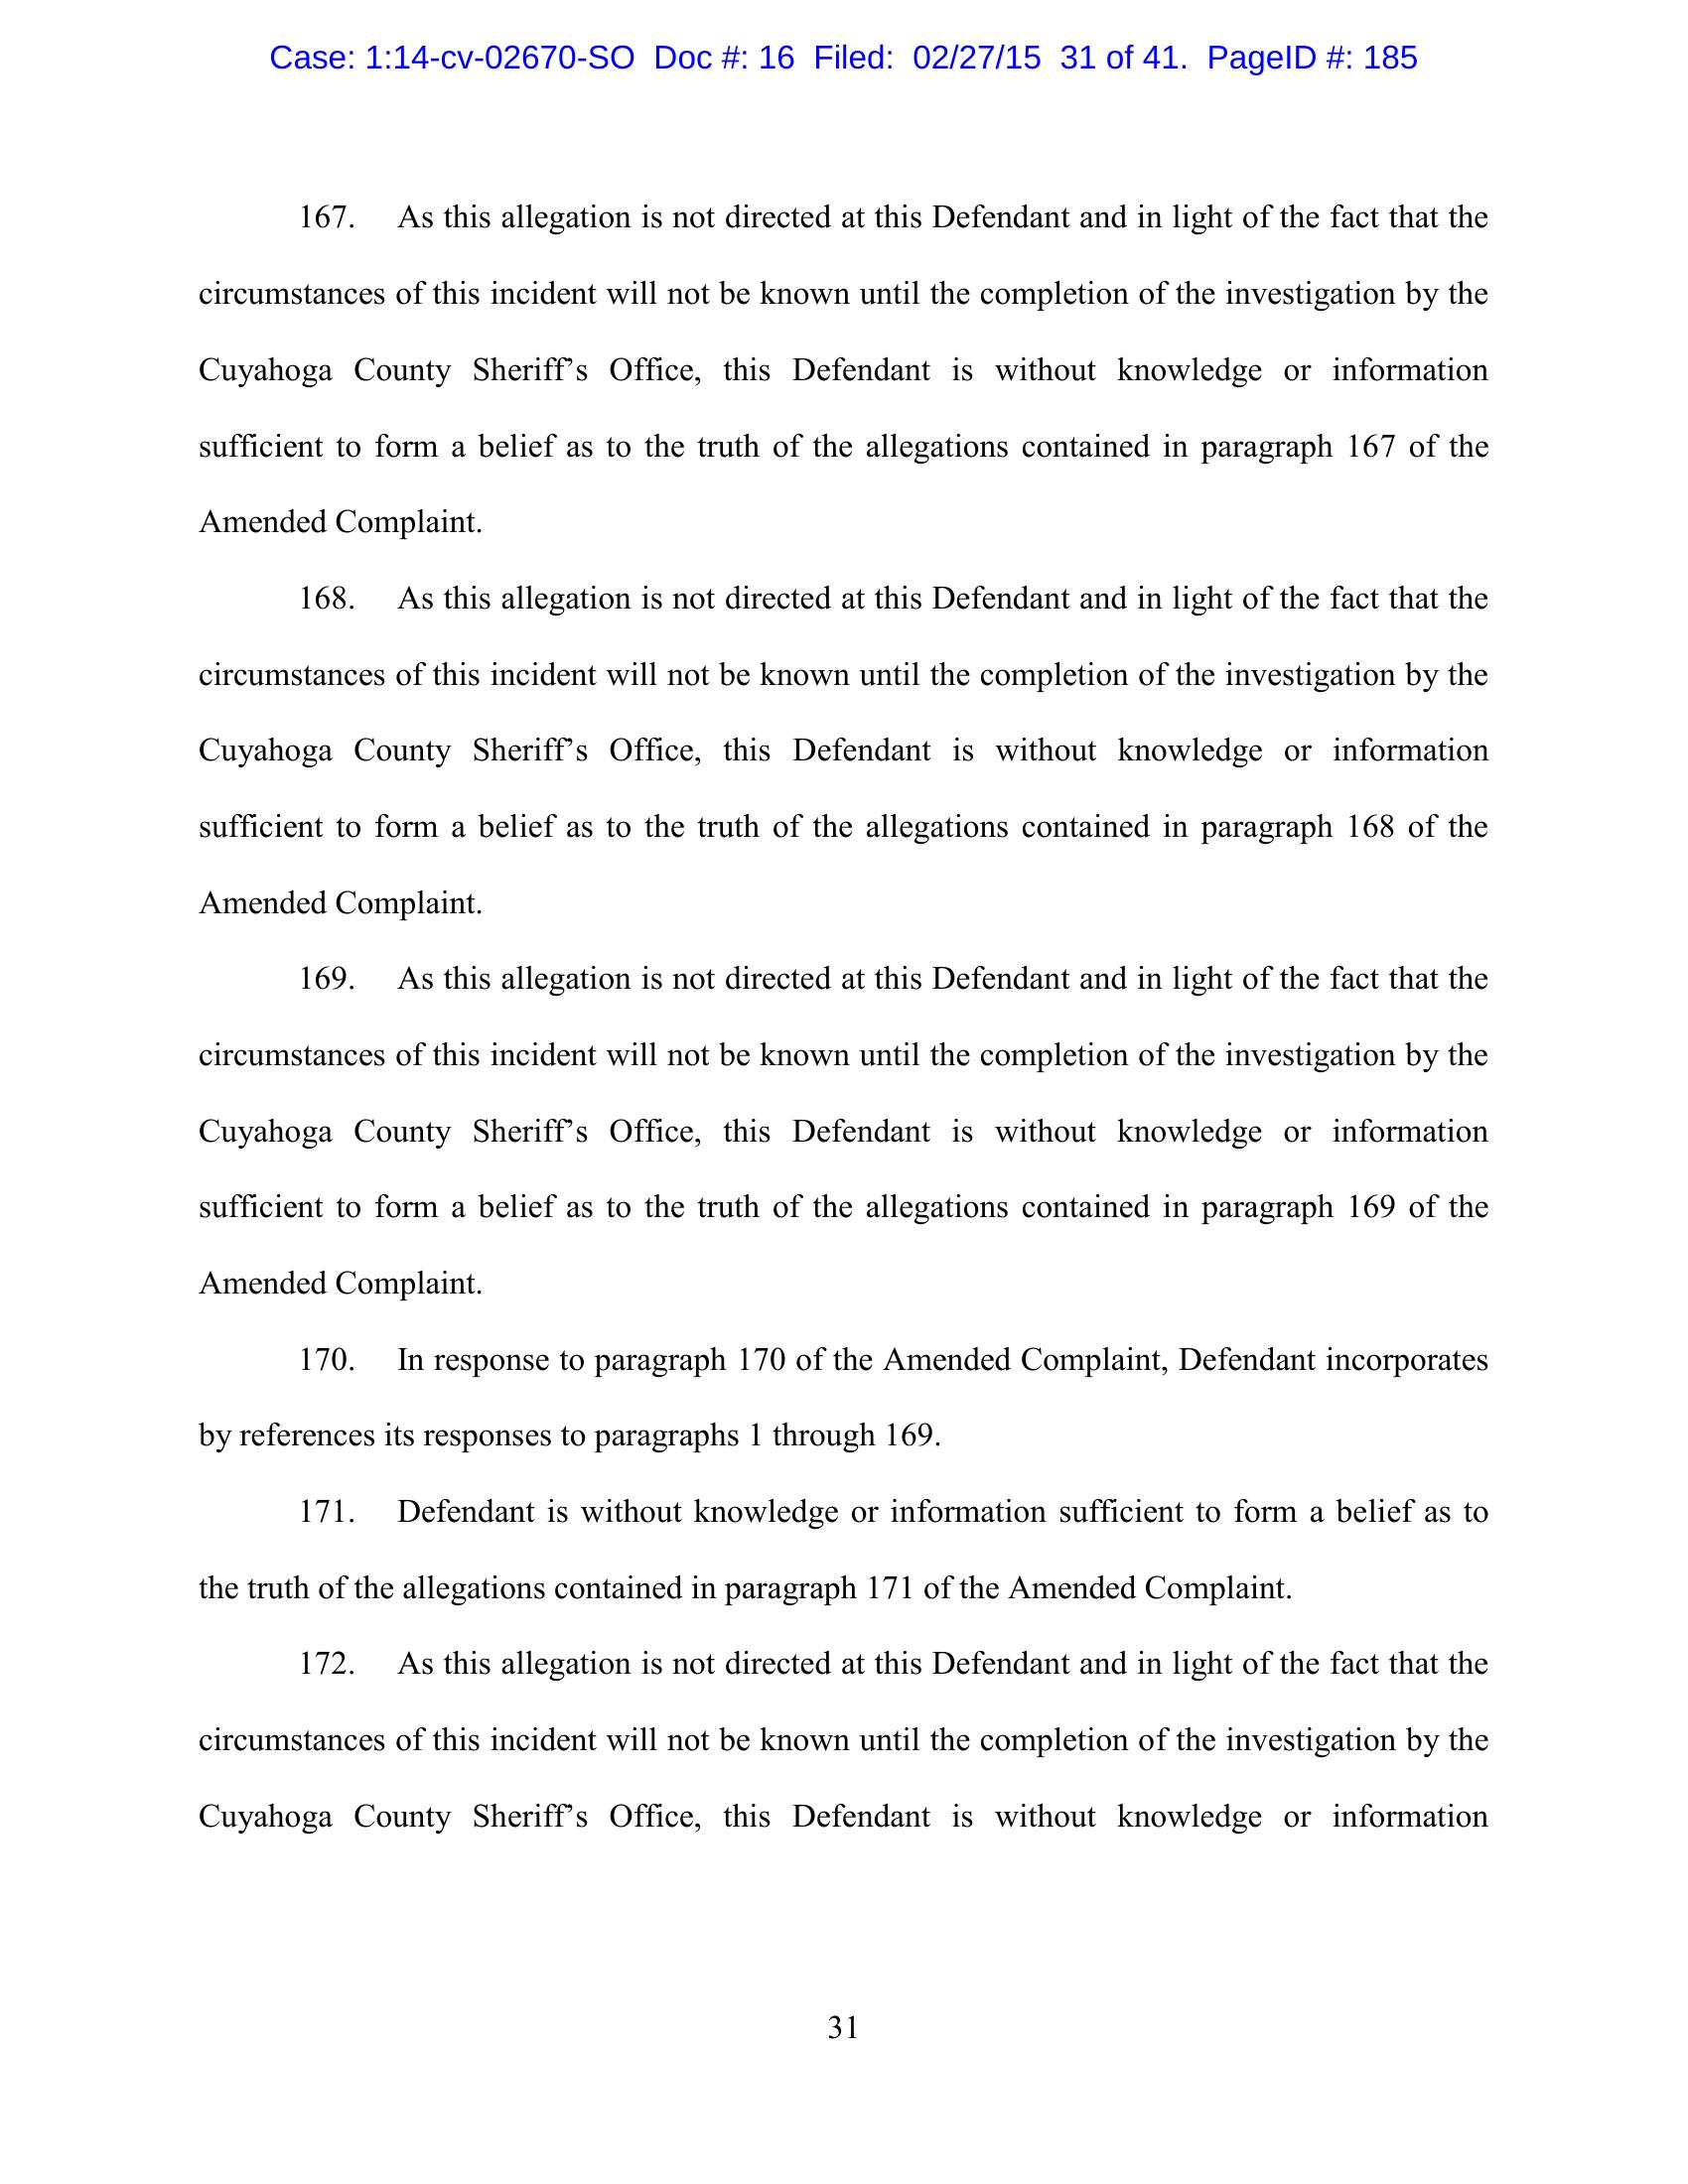 Case: 1:14-cv-02670-SO Doc #: 16 Filed: 02/27/15 31 of 41. PageID #: 185
167. As this allegation is not directed at this Defendant and in light of the fact that the
circumstances of this incident will not be known until the completion of the investigation by the
Cuyahoga County Sheriff’s Office, this Defendant is without knowledge or information
sufficient to form a belief as to the truth of the allegations contained in paragraph 167 of the
Amended Complaint.
168. As this allegation is not directed at this Defendant and in light of the fact that the
circumstances of this incident will not be known until the completion of the investigation by the
Cuyahoga County Sheriff’s Office, this Defendant is without knowledge or information
sufficient to form a belief as to the truth of the allegations contained in paragraph 168 of the
Amended Complaint.
169. As this allegation is not directed at this Defendant and in light of the fact that the
circumstances of this incident will not be known until the completion of the investigation by the
Cuyahoga County Sheriff’s Office, this Defendant is without knowledge or information
sufficient to form a belief as to the truth of the allegations contained in paragraph 169 of the
Amended Complaint.
170. In response to paragraph 170 of the Amended Complaint, Defendant incorporates
by references its responses to paragraphs 1 through 169.
171. Defendant is without knowledge or information sufficient to form a belief as to
the truth of the allegations contained in paragraph 171 of the Amended Complaint.
172. As this allegation is not directed at this Defendant and in light of the fact that the
circumstances of this incident will not be known until the completion of the investigation by the
Cuyahoga County Sheriff’s Office, this Defendant is without knowledge or information
31